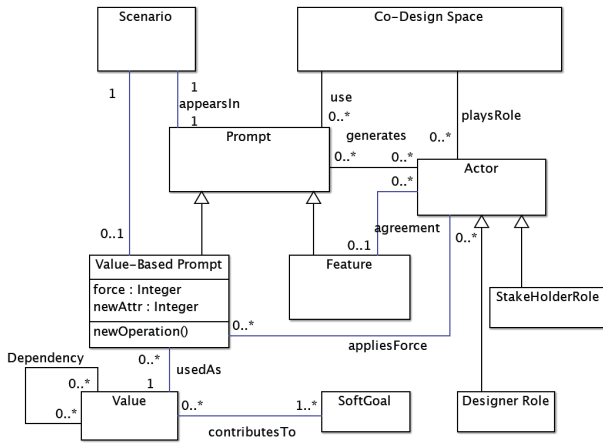 Scenario
Co-Design Space
1
1
appearsIn
1
use
0..*
playsRole
0..*
Prompt
generates
0..*
0..*
Actor
0..*
agreement
0..1
0..*
0..1
Value-Based Prompt
force : Integer
newAttr : Integer
newOperation()
Feature
StakeHolderRole
0..*
appliesForce
0..*
usedAs
1
Dependency
0..*
0..*
Value
0..*
contributesTo
1..*
SoftGoal
Designer Role